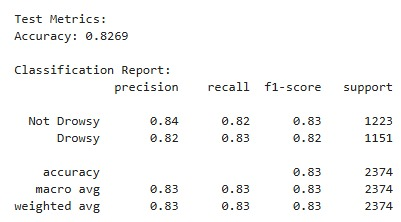 Test Metrics:
Accuracy: 0.8269
Classification Report:
precision recall f1-score support
Not Drowsy 0.84 0.82 0.83 1223
Drowsy 0.82 0.83 0.82 1151
accuracy 0.83 2374
macro avg 0.83 0.83 0.83 2374
weighted avg 0.83 0.83 0.83 2374